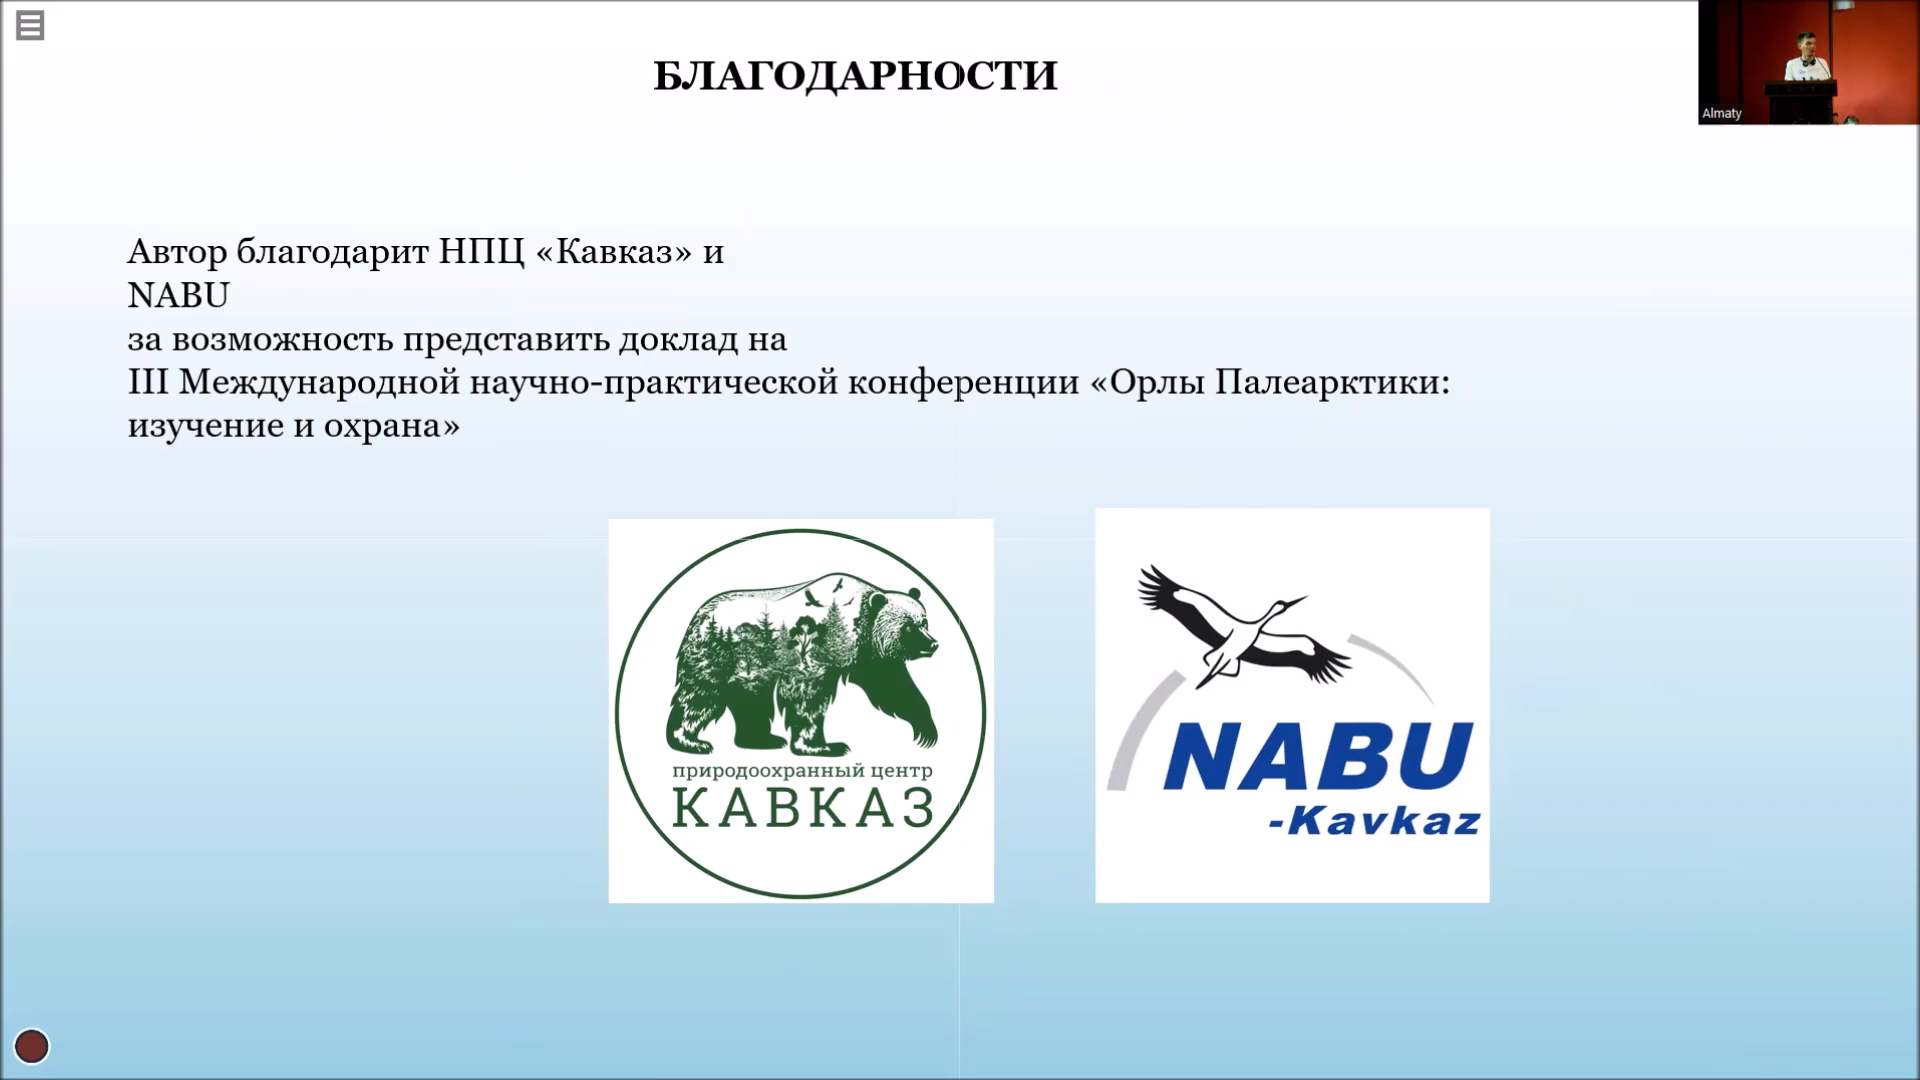 БЛАГОДАРНОСТИ
Almaty
Автор благодарит НПЦ «Кавказ» и
NABU
за возможность представить доклад на
III Международной научно-практической конференции «Орлы Палеарктики:
изучение и охрана»
природоохранный центр
КАВКАЗ
NABU
-Kavkaz